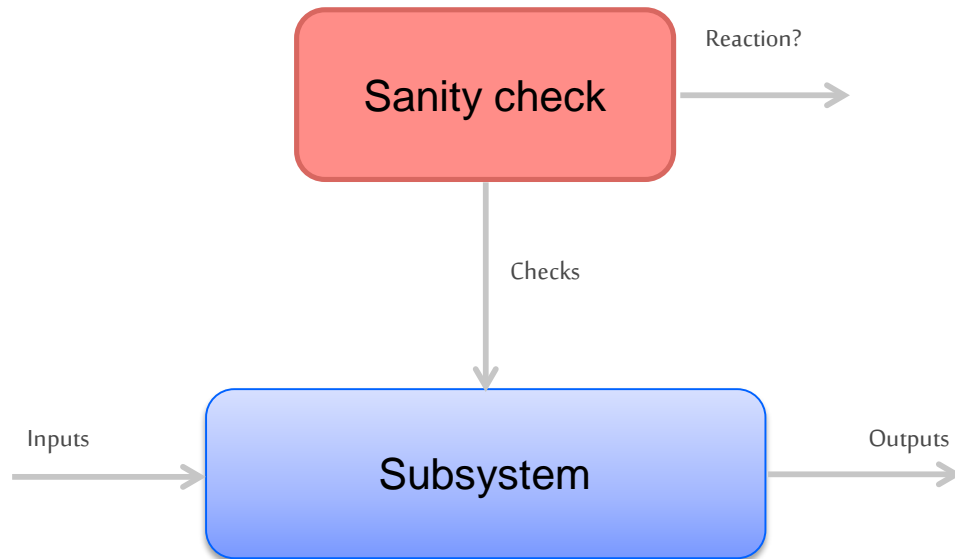 Reaction?
Sanity check
Checks
Inputs
Outputs
Subsystem